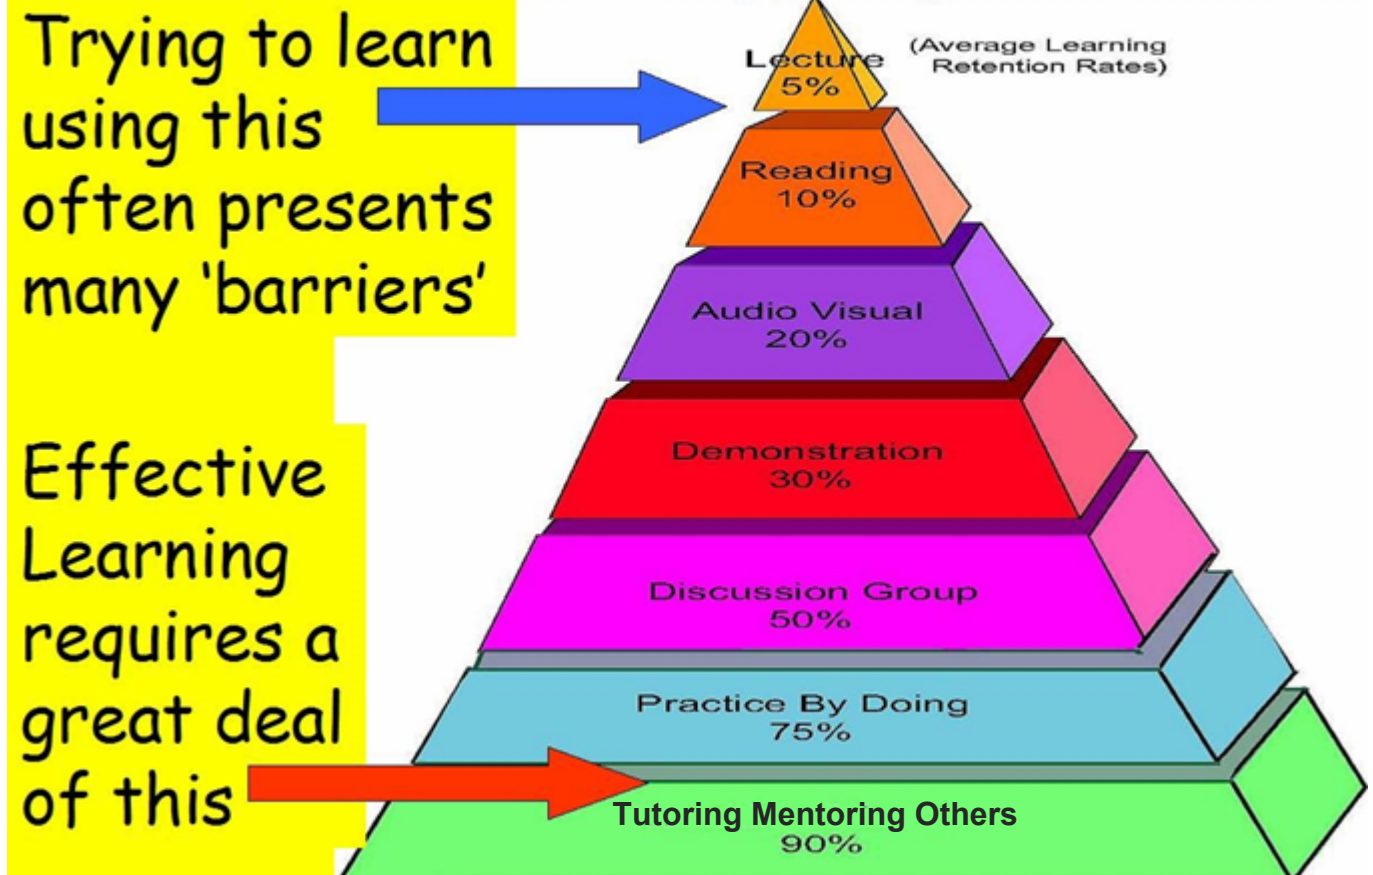 Trying to learn
using this
often presents
many ‘barriers’
Effective
Learning
requires a
great deal
of this
(Average Learning
Retention Rates)
Lecture
5%
Reading
10%
Audio Visual
20%
Demonstration
30%
Discussion Group
50%
Practice By Doing
75%
Tutoring Mentoring Others
90%